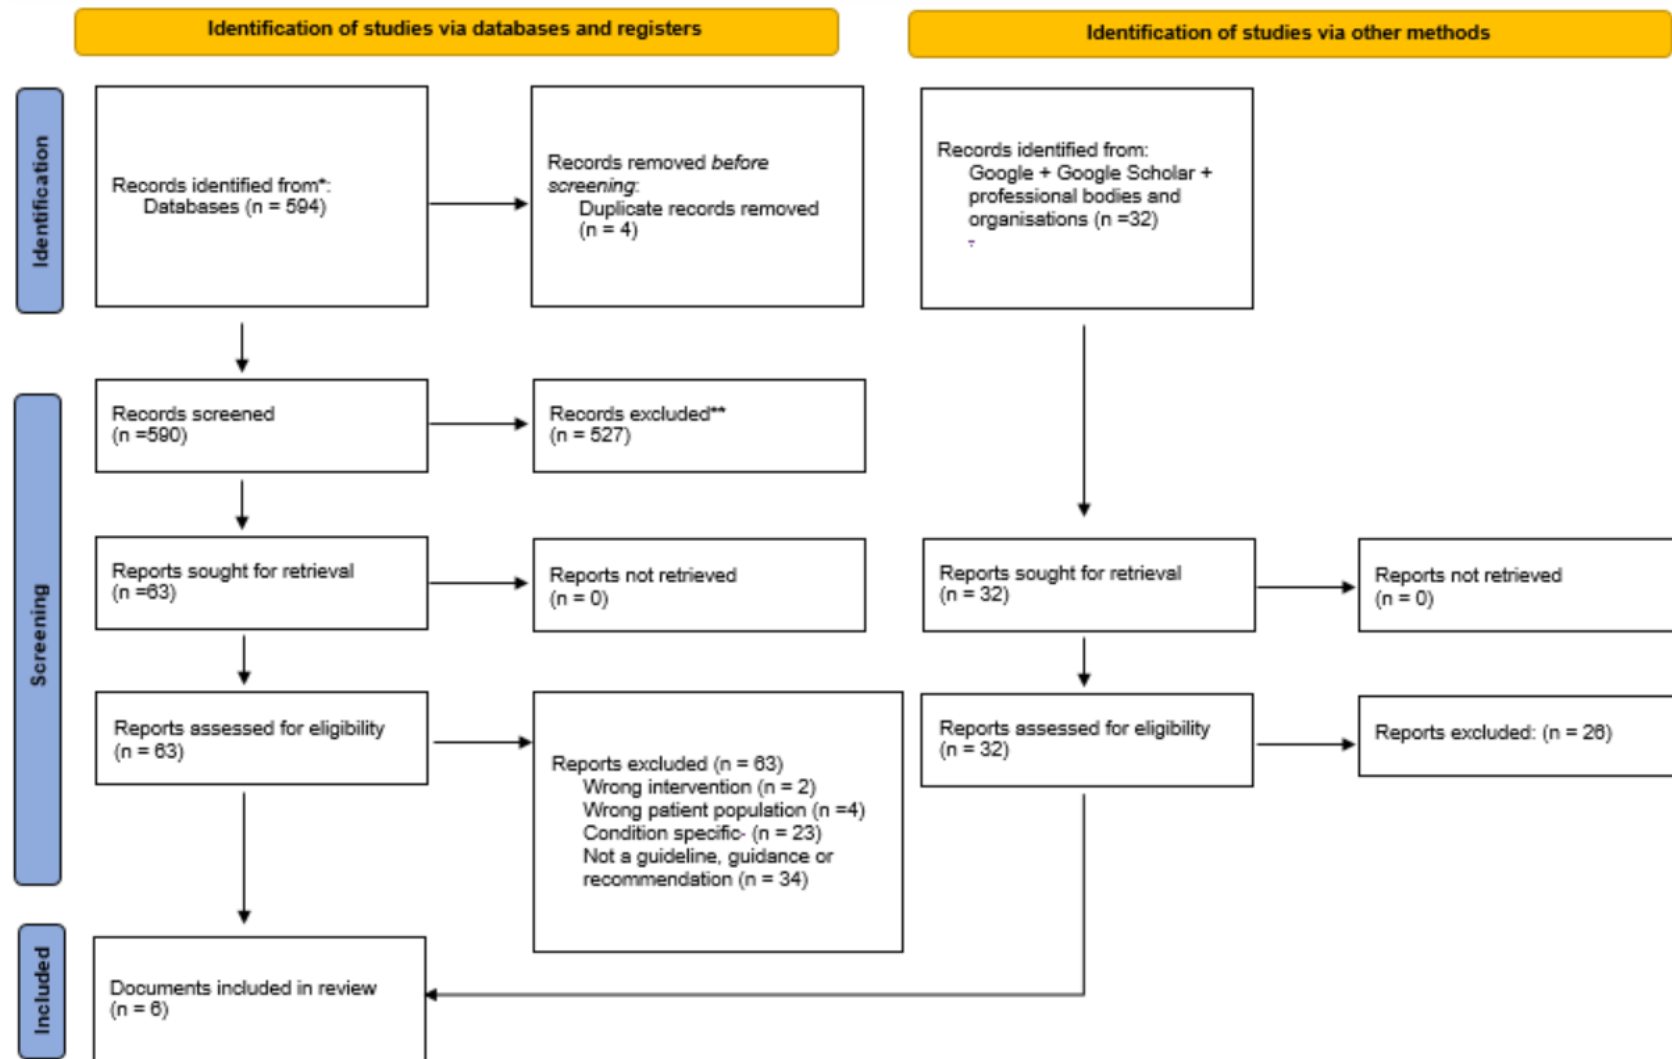 Identification of studies via databases and registers
Identification of studies via other methods
Identification
Records identified from*:
Databases (n = 594)
Records removed before
screening:
Duplicate records removed
(n = 4)
Records identified from:
Google + Google Scholar +
professional bodies and
organisations (n =32)
Screening
Records screened
(n =590)
Records excluded**
(n = 527)
Reports sought for retrieval
(n =63)
Reports not retrieved
(n = 0)
Reports sought for retrieval
(n = 32)
Reports not retrieved
(n = 0)
Reports assessed for eligibility
(n = 63)
Reports excluded (n = 63)
Wrong intervention (n = 2)
Wrong patient population (n =4)
Condition specific- (n = 23)
Not a guideline, guidance or
recommendation (n = 34)
Reports assessed for eligibility
(n = 32)
Reports excluded: (n = 26)
Included
Documents included in review
(n = 6)